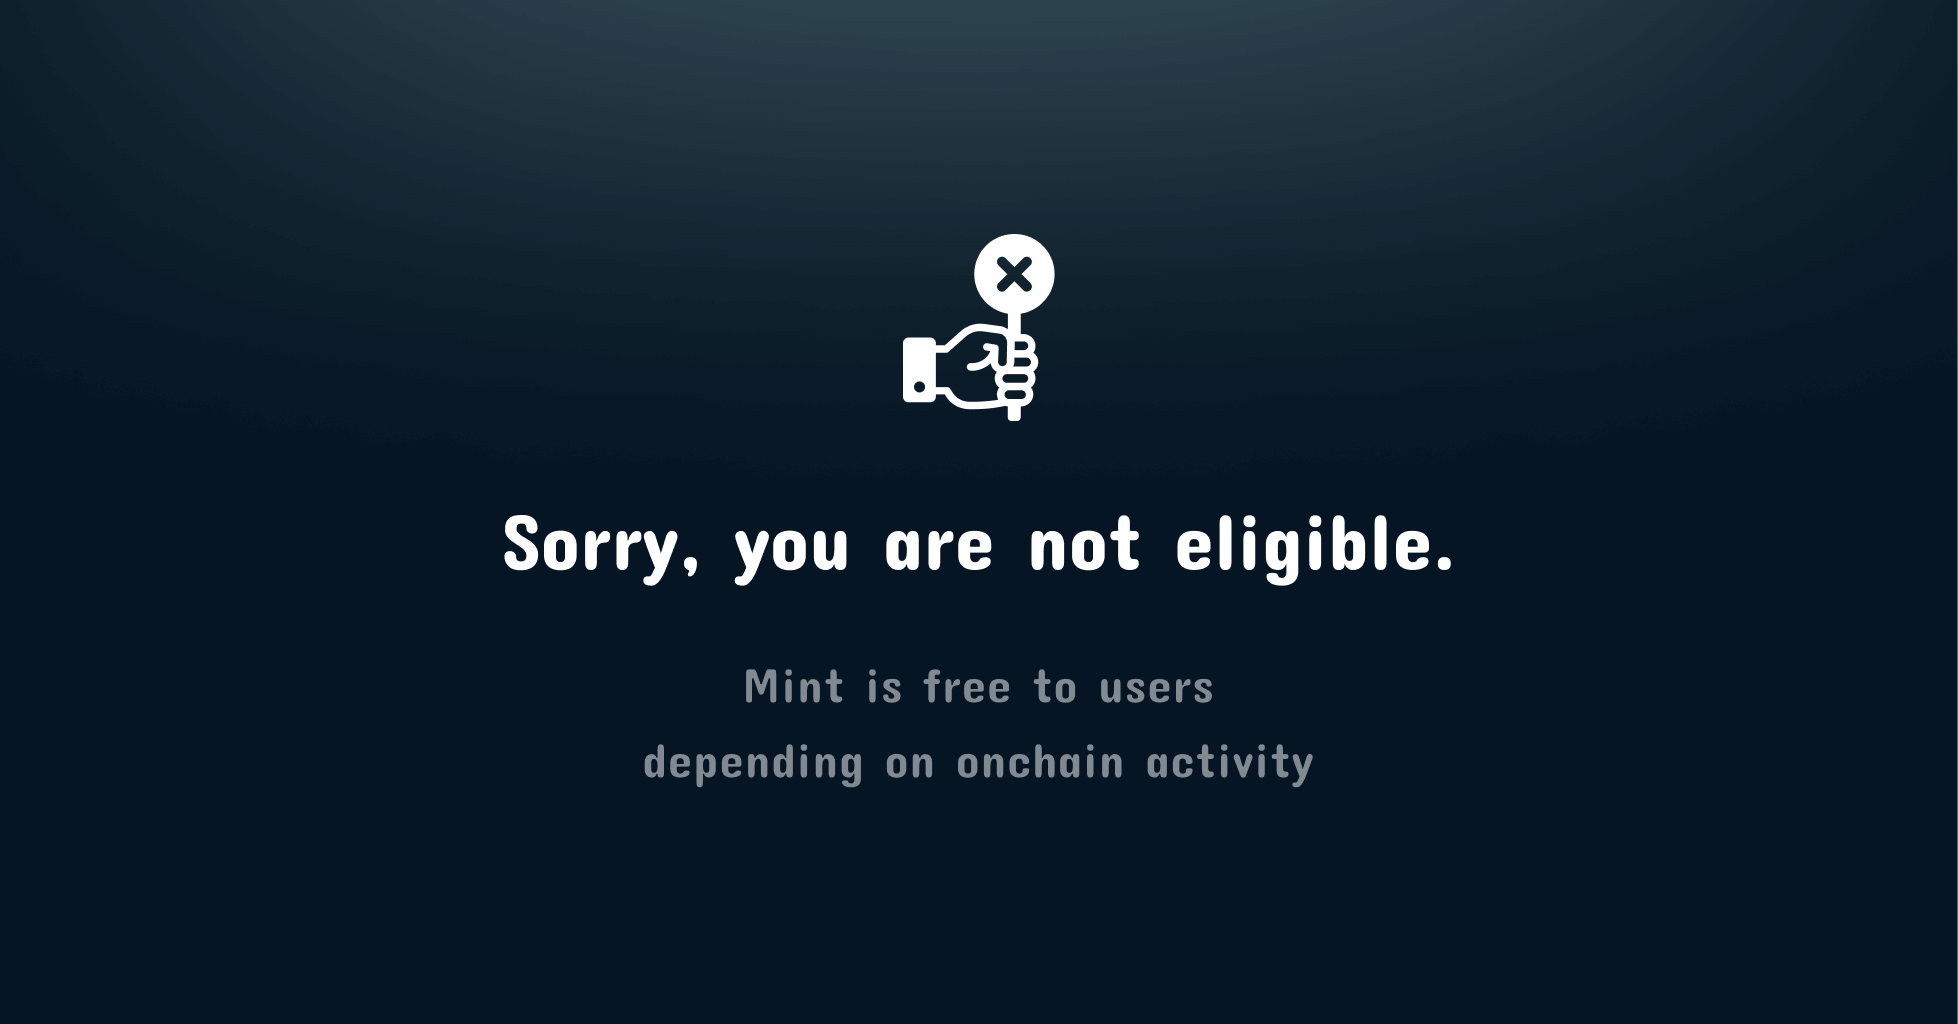 Sorry, you are not eligible.
Mint is free to users
depending on onchain activity